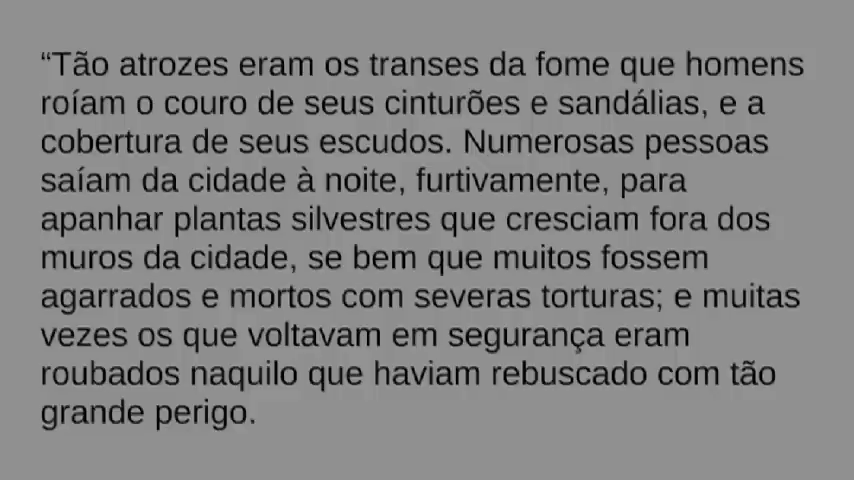 “Tão atrozes eram os transes da fome que homens
roíam o couro de seus cinturões e sandálias, e a
cobertura de seus escudos. Numerosas pessoas
saíam da cidade à noite, furtivamente, para
apanhar plantas silvestres que cresciam fora dos
muros da cidade, se bem que muitos fossem
agarrados e mortos com severas torturas; e muitas
vezes os que voltavam em segurança eram
roubados naquilo que haviam rebuscado com tão
grande perigo.